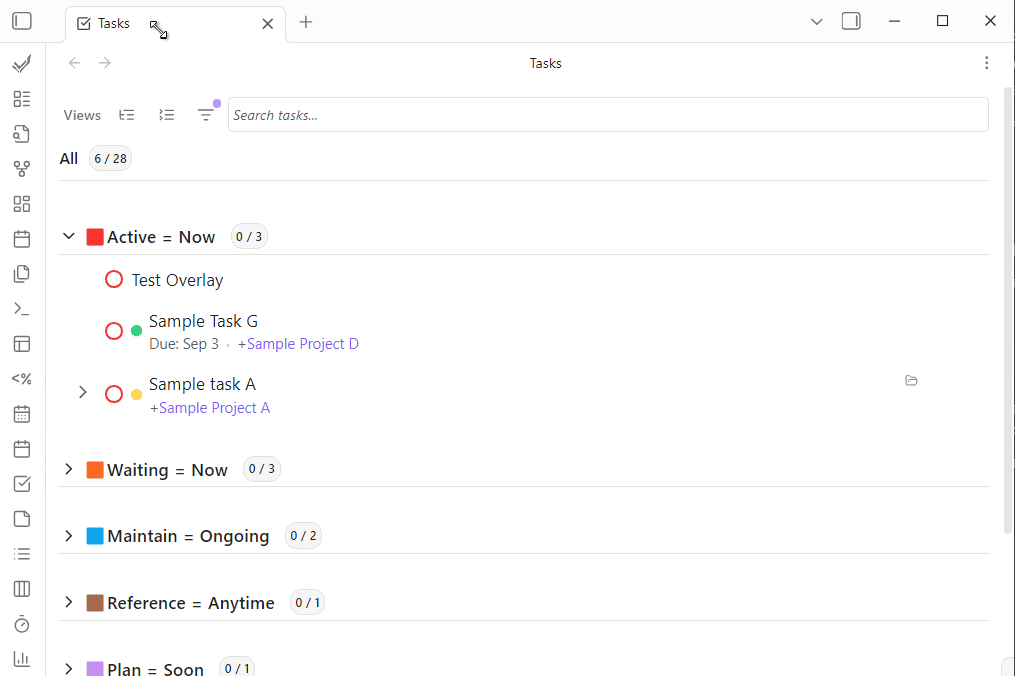 Tasks
Tasks
Views
Search tasks...
All 6 / 28
Active = Now 0 / 3
Test Overlay
Sample Task G
Due: Sep 3 • +Sample Project D
Sample task A
+Sample Project A
Waiting = Now 0 / 3
Maintain = Ongoing 0 / 2
Reference = Anytime 0 / 1
Plan = Soon 0 / 1